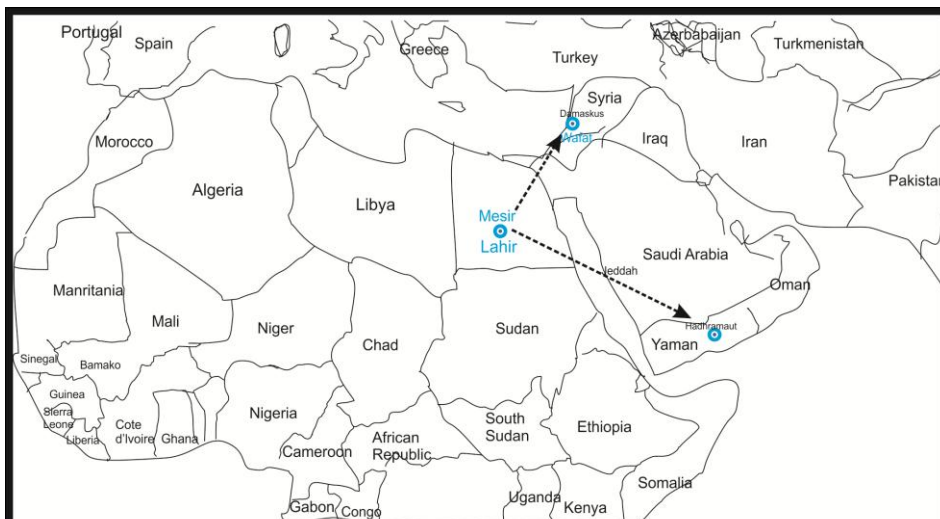 Portugal
Spain
Greece
Turkey
Azerbabaijan
Turkmenistan
Syria
Damaskus
Wafat
Morocco
Iraq
Iran
Algeria
Libya
Pakistan
Mesir
Lahir
Saudi Arabia
Jeddah
Oman
Manritania
Mali
Niger
Chad
Sudan
Hadhramaut
Yaman
Sinegal
Bamako
Guinea
Sierra
Leone
Liberia
Cote
d'Ivoire
Ghana
Nigeria
Cameroon
African
Republic
South
Sudan
Ethiopia
Somalia
Gabon
Congo
Uganda
Kenya